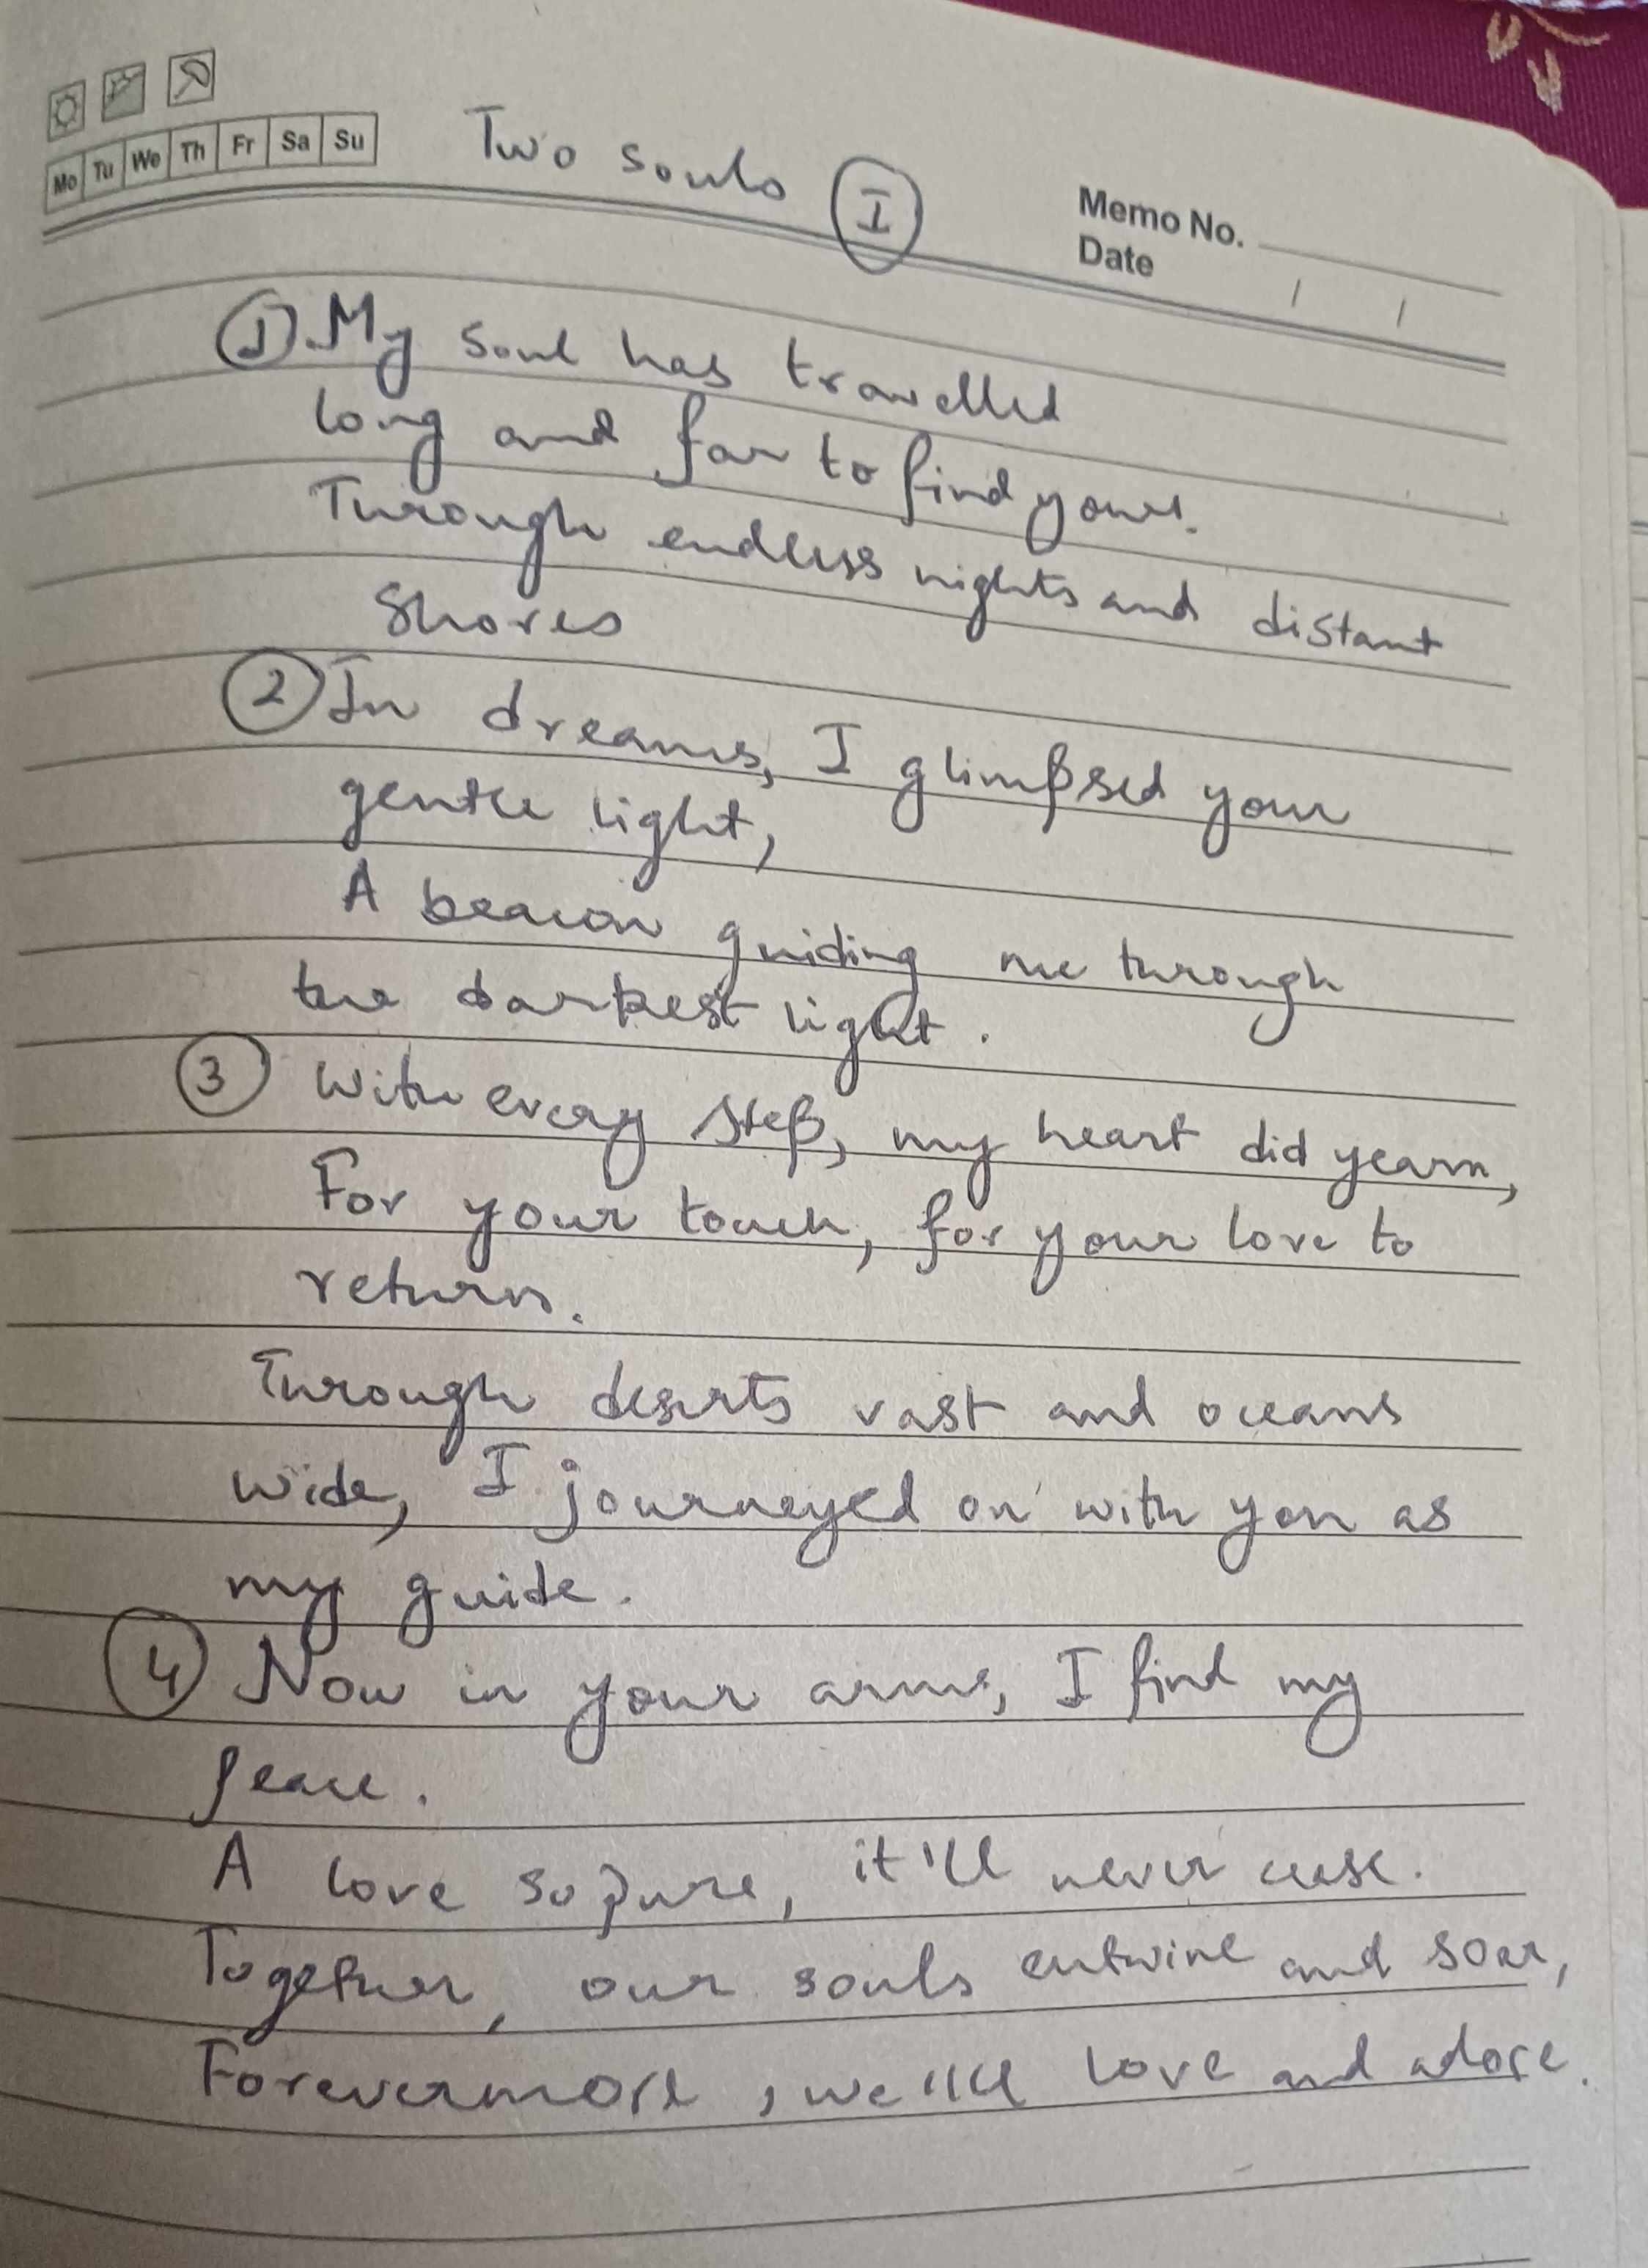 Mo Tu We Th Fr Sa Su
Two souls I
Memo No.
Date / /
1. My soul has travelled
long and far to find yours.
Through endless nights and distant
Shores
2 In dreams, I glimpsed your
gentle light,
A beacon guiding me through
the darkest light.
3 With every step, my heart did yearn,
For your touch, for your love to
return.
Through deserts vast and oceans
wide, I journeyed on with you as
my guide.
4 Now in your arms, I find my
peace.
A love so pure, it'll never cease.
Together, our souls entwine and soar,
Forevermore, we'll love and adore.